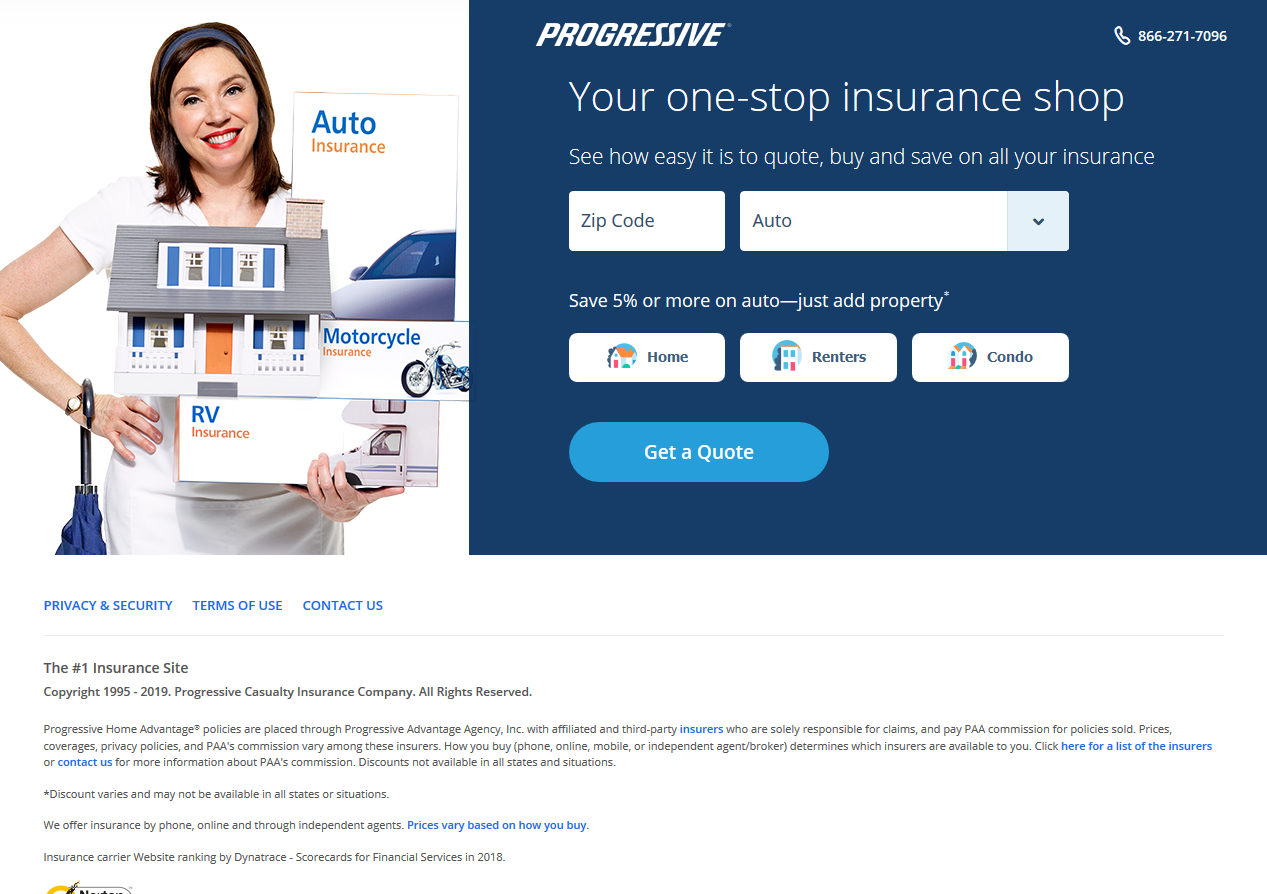 PROGRESSIVE®
866-271-7096
Your one-stop insurance shop
See how easy it is to quote, buy and save on all your insurance
Zip Code
Auto
Save 5% or more on auto—just add property*
Home
Renters
Condo
Get a Quote
Auto
Insurance
Motorcycle
Insurance
RV
Insurance
PRIVACY & SECURITY
TERMS OF USE
CONTACT US
The #1 Insurance Site
Copyright 1995 - 2019. Progressive Casualty Insurance Company. All Rights Reserved.
Progressive Home Advantage® policies are placed through Progressive Advantage Agency, Inc. with affiliated and third-party insurers who are solely responsible for claims, and pay PAA commission for policies sold. Prices,
coverages, privacy policies, and PAA's commission vary among these insurers. How you buy (phone, online, mobile, or independent agent/broker) determines which insurers are available to you. Click here for a list of the insurers
or contact us for more information about PAA's commission. Discounts not available in all states and situations.
*Discount varies and may not be available in all states or situations.
We offer insurance by phone, online and through independent agents. Prices vary based on how you buy.
Insurance carrier Website ranking by Dynatrace - Scorecards for Financial Services in 2018.
Norton